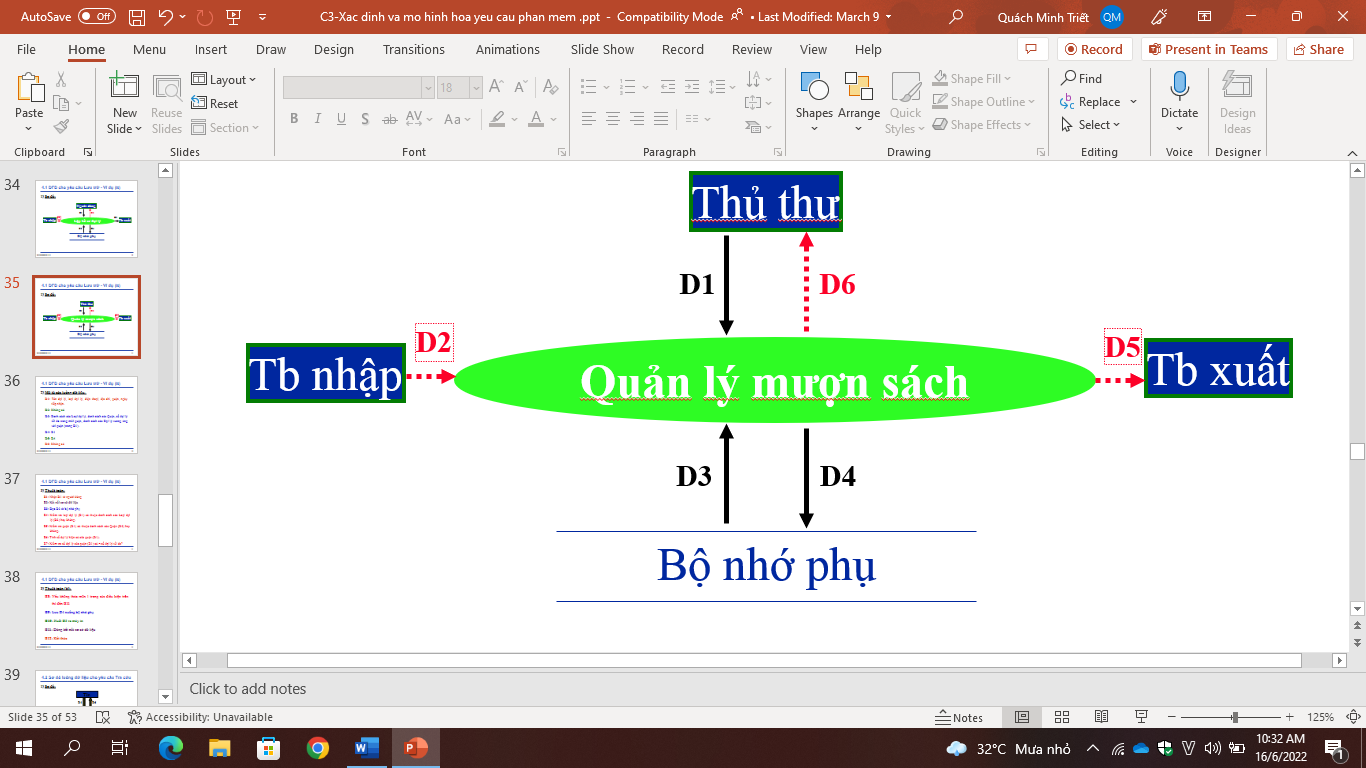 AutoSave Off
C3-Xac dinh va mo hinh hoa yeu cau phan mem .ppt - Compatibility Mode • Last Modified: March 9
Quách Minh Triết QM
File Home Menu Insert Draw Design Transitions Animations Slide Show Record Review View Help
Record Present in Teams Share
Paste
New Slide
Reuse Slides
Layout
Reset
Section
18
B I U S ab AV Aa A
Shapes Arrange Quick Styles
Shape Fill
Shape Outline
Shape Effects
Find
Replace
Select
Dictate
Design Ideas
Clipboard Slides Font Paragraph Drawing Editing Voice Designer
34
35
36
37
38
39
Thủ thư
D1 D6
D2 D5
Tb nhập Quản lý mượn sách Tb xuất
D3 D4
Bộ nhớ phụ
Click to add notes
Slide 35 of 53 Accessibility: Unavailable Notes 125%
32°C Mưa nhỏ
10:32 AM
16/6/2022
1